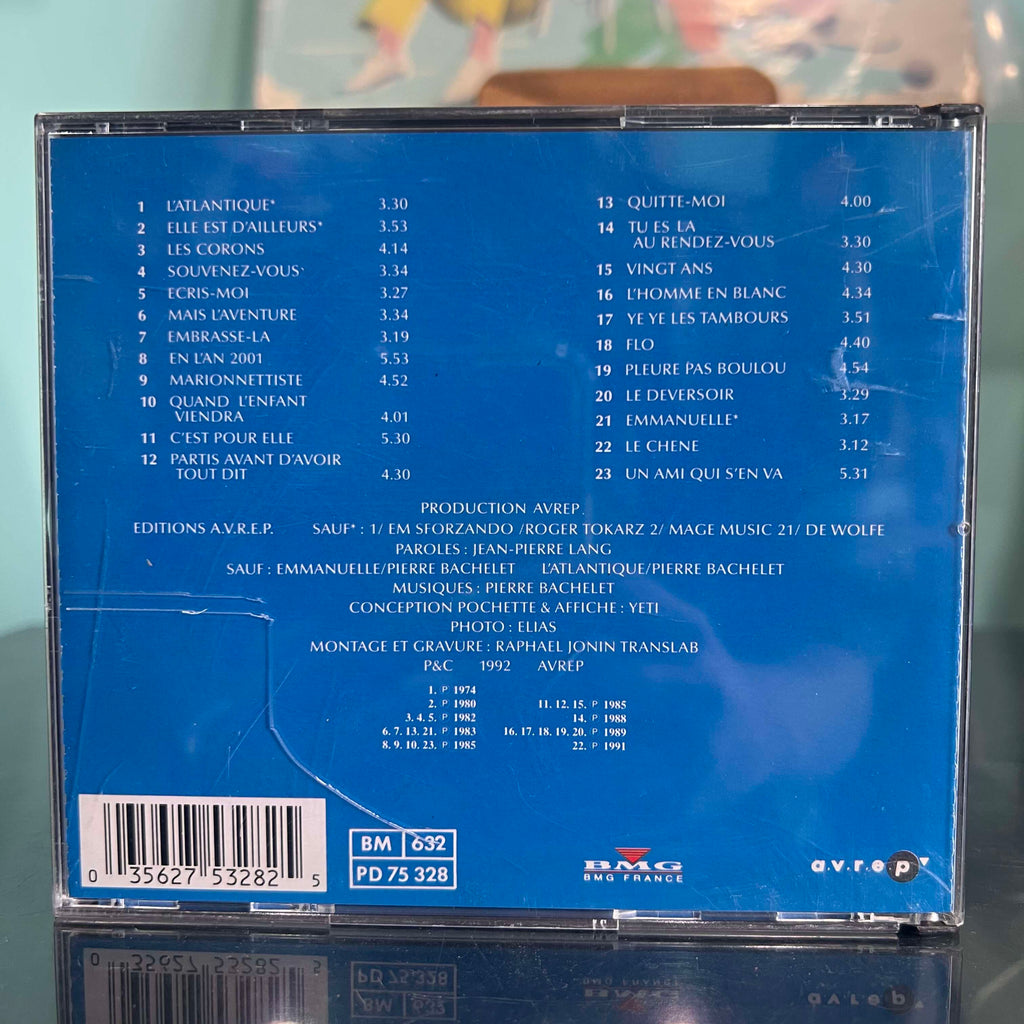 1 L'ATLANTIQUE* 3.30
2 ELLE EST D'AILLEURS* 3.53
3 LES CORONS 4.14
4 SOUVENEZ-VOUS 3.34
5 ECRIS-MOI 3.27
6 MAIS L'AVENTURE 3.34
7 EMBRASSE-LA 3.19
8 EN L'AN 2001 5.53
9 MARIONNETTISTE 4.52
10 QUAND L'ENFANT
VIENDRA 4.01
11 C'EST POUR ELLE 5.30
12 PARTIS AVANT D'AVOIR
TOUT DIT 4.30
13 QUITTE-MOI 4.00
14 TU ES LA
AU RENDEZ-VOUS 3.30
15 VINGT ANS 4.30
16 L'HOMME EN BLANC 4.34
17 YE YE LES TAMBOURS 3.51
18 FLO 4.40
19 PLEURE PAS BOULOU 4.54
20 LE DEVERSOIR 3.29
21 EMMANUELLE* 3.17
22 LE CHENE 3.12
23 UN AMI QUI S'EN VA 5.31
PRODUCTION AVREP
EDITIONS A.V.R.E.P. SAUF* : 1/ EM SFORZANDO /ROGER TOKARZ 2/ MAGE MUSIC 21/ DE WOLFE
PAROLES : JEAN-PIERRE LANG
SAUF : EMMANUELLE/PIERRE BACHELET L'ATLANTIQUE/PIERRE BACHELET
MUSIQUES : PIERRE BACHELET
CONCEPTION POCHETTE & AFFICHE : YETI
PHOTO : ELIAS
MONTAGE ET GRAVURE : RAPHAEL JONIN TRANSLAB
P&C 1992 AVREP
1. P 1974
2. P 1980
3. 4. 5. P 1982
6. 7. 13. 21. P 1983
8. 9. 10. 23. P 1985
11. 12. 15. P 1985
14. P 1988
16. 17. 18. 19. 20. P 1989
22. P 1991
0 35627 53282 5
BM 632
PD 75 328
BMG
BMG FRANCE
a.v.r.e.p